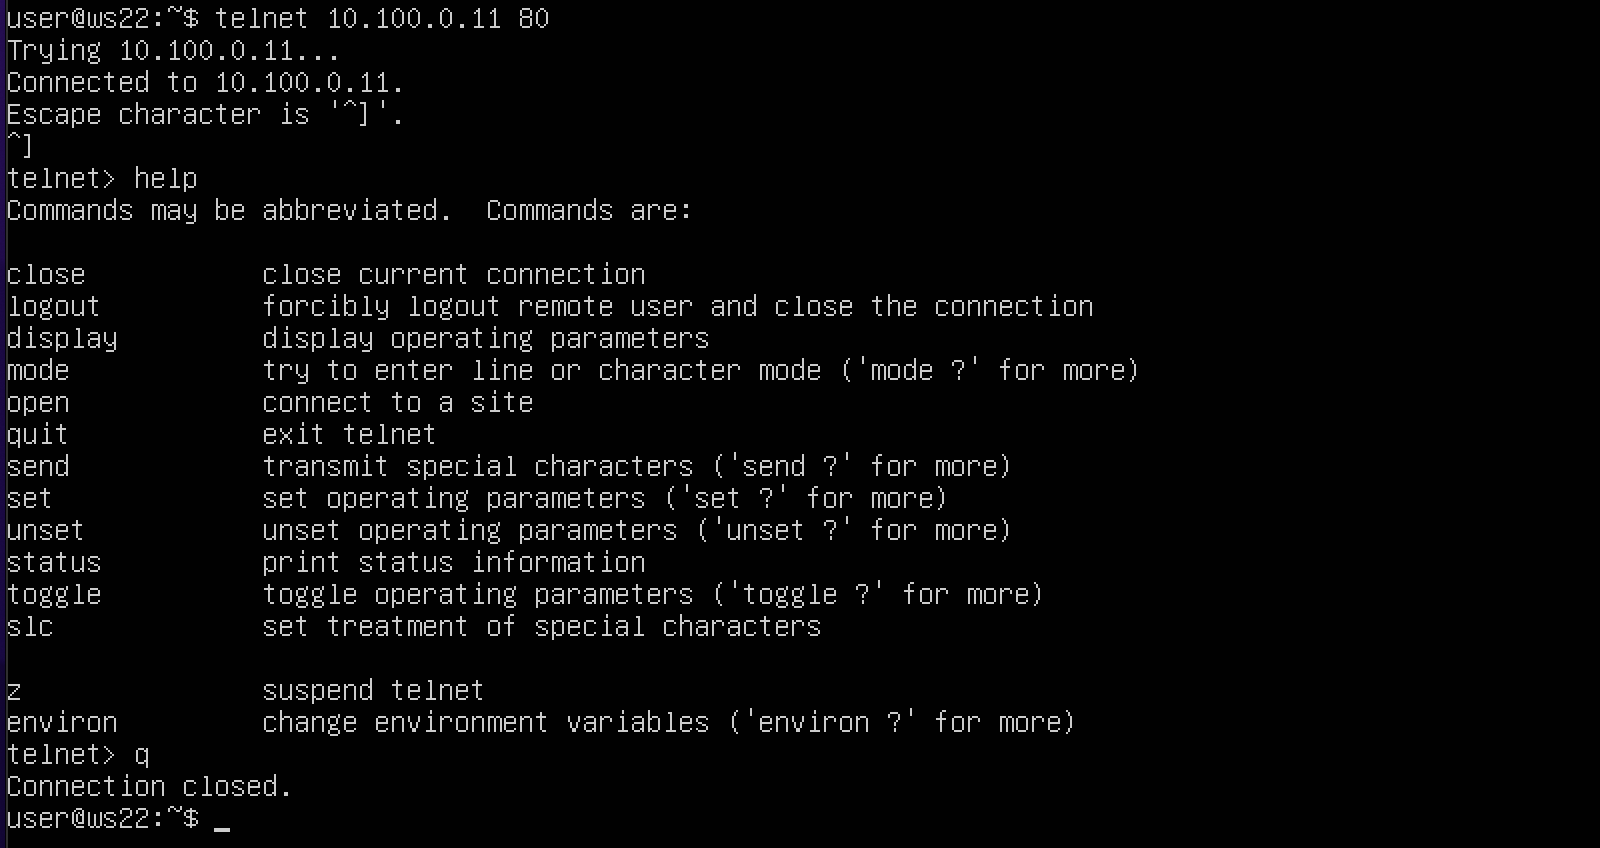 user@ws22:~$ telnet 10.100.0.11 80
Trying 10.100.0.11...
Connected to 10.100.0.11.
Escape character is '^]'.
^]
telnet> help
Commands may be abbreviated.  Commands are:

close           close current connection
logout          forcibly logout remote user and close the connection
display         display operating parameters
mode            try to enter line or character mode ('mode ?' for more)
open            connect to a site
quit            exit telnet
send            transmit special characters ('send ?' for more)
set             set operating parameters ('set ?' for more)
unset           unset operating parameters ('unset ?' for more)
status          print status information
toggle          toggle operating parameters ('toggle ?' for more)
slc             set treatment of special characters

z               suspend telnet
environ         change environment variables ('environ ?' for more)
telnet> q
Connection closed.
user@ws22:~$ _